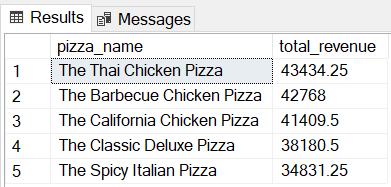 Results Messages
pizza_name total_revenue
1 The Thai Chicken Pizza 43434.25
2 The Barbecue Chicken Pizza 42768
3 The California Chicken Pizza 41409.5
4 The Classic Deluxe Pizza 38180.5
5 The Spicy Italian Pizza 34831.25